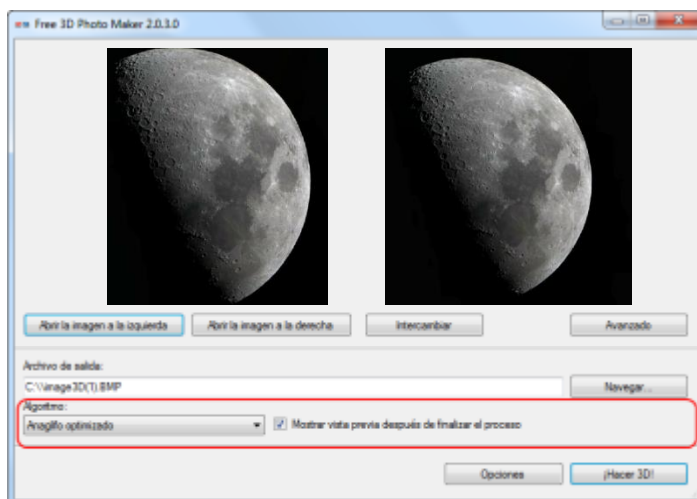 Free 3D Photo Maker 2.0.3.0
Abrir la imagen a la izquierda
Abrir la imagen a la derecha
Intercambiar
Avanzado
Archivo de salida:
C:\Image3D(1).BMP
Navegar...
Algoritmo:
Anaglifo optimizado
Mostrar vista previa después de finalizar el proceso
Opciones
¡Hacer 3D!